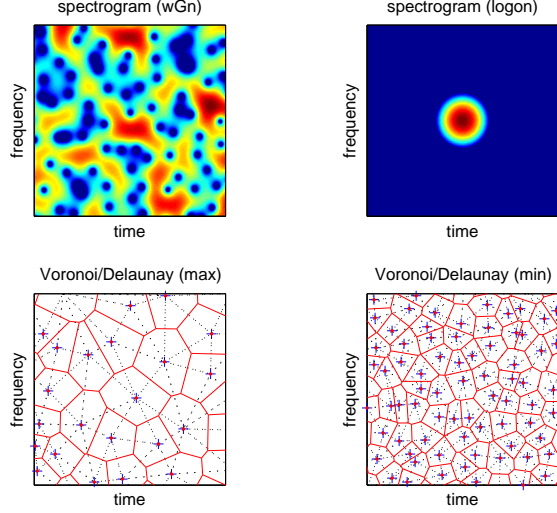 spectrogram (wGn)
spectrogram (logon)
frequency
frequency
time
time
Voronoi/Delaunay (max)
Voronoi/Delaunay (min)
frequency
frequency
time
time